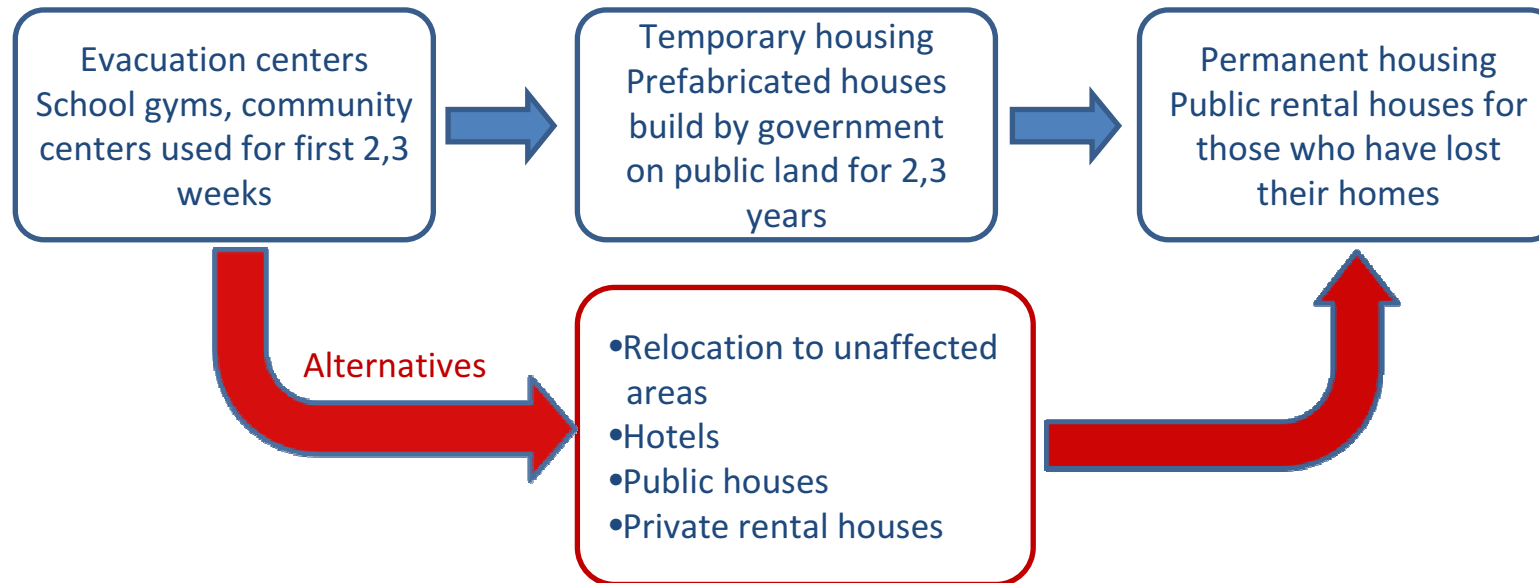 Evacuation centers
School gyms, community
centers used for first 2,3
weeks
Temporary housing
Prefabricated houses
build by government
on public land for 2,3
years
Permanent housing
Public rental houses for
those who have lost
their homes
Alternatives
•Relocation to unaffected
areas
•Hotels
•Public houses
•Private rental houses